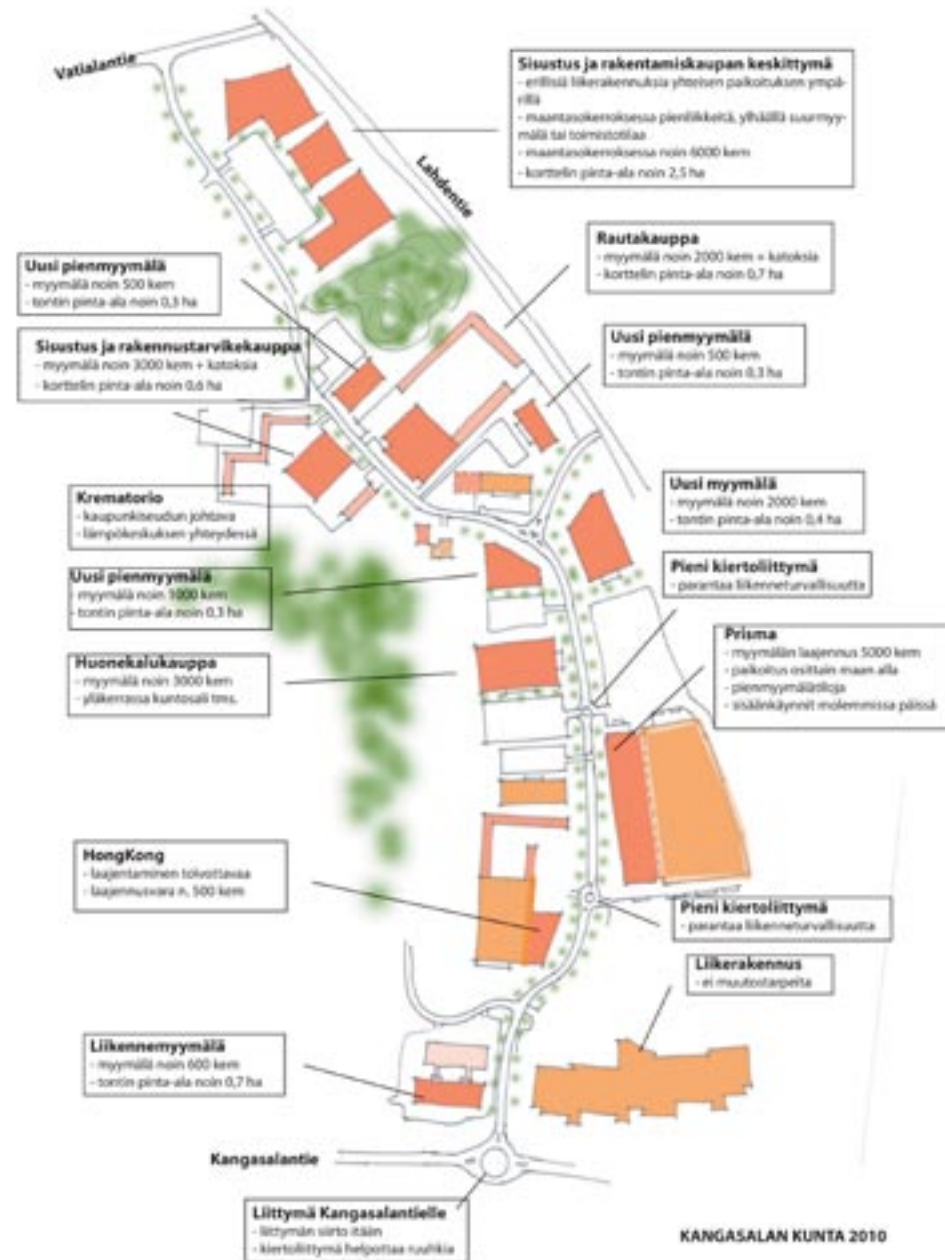 Vatialantie
Sisustus ja rakentamiskaupan keskittymä
- erillisiä liikerakennuksia yhteisen paikoituksen ympä-
rillä
- maantasokerroksessa pienliikkeitä, ylhäällä suurmyy-
mälä tai toimistotilaa
- maantasokerroksessa noin 6000 kem
- korttelin pinta-ala noin 2,5 ha
Lahdentie
Rautakauppa
- myymälä noin 2000 kem + katoksia
- korttelin pinta-ala noin 0,7 ha
Uusi pienmyymälä
- myymälä noin 500 kem
- tontin pinta-ala noin 0,3 ha
Uusi pienmyymälä
- myymälä noin 500 kem
- tontin pinta-ala noin 0,3 ha
Sisustus ja rakennustarvikekauppa
- myymälä noin 3000 kem + katoksia
- korttelin pinta-ala noin 0,6 ha
Krematorio
- kaupunkiseudun johtava
- lämpökeskuksen yhteydessä
Uusi myymälä
- myymälä noin 2000 kem
- tontin pinta-ala noin 0,4 ha
Pieni kiertoliittymä
- parantaa liikenneturvallisuutta
Uusi pienmyymälä
- myymälä noin 1000 kem
- tontin pinta-ala noin 0,3 ha
Prisma
- myymälän laajennus 5000 kem
- paikoitus osittain maan alla
- pienmyymälätiloja
- sisäänkäynnit molemmissa päissä
Huonekalukauppa
- myymälä noin 3000 kem
- yläkerrassa kuntosali tms.
HongKong
- laajentaminen toivottavaa
- laajennusvara n. 500 kem
Pieni kiertoliittymä
- parantaa liikenneturvallisuutta
Liikerakennus
- ei muutostarpeita
Liikennemyymälä
- myymälä noin 600 kem
- tontin pinta-ala noin 0,7 ha
Kangasalantie
Liittymä Kangasalantielle
- liittymän siirto itään
- kiertoliittymä helpottaa ruuhkia
KANGASALAN KUNTA 2010